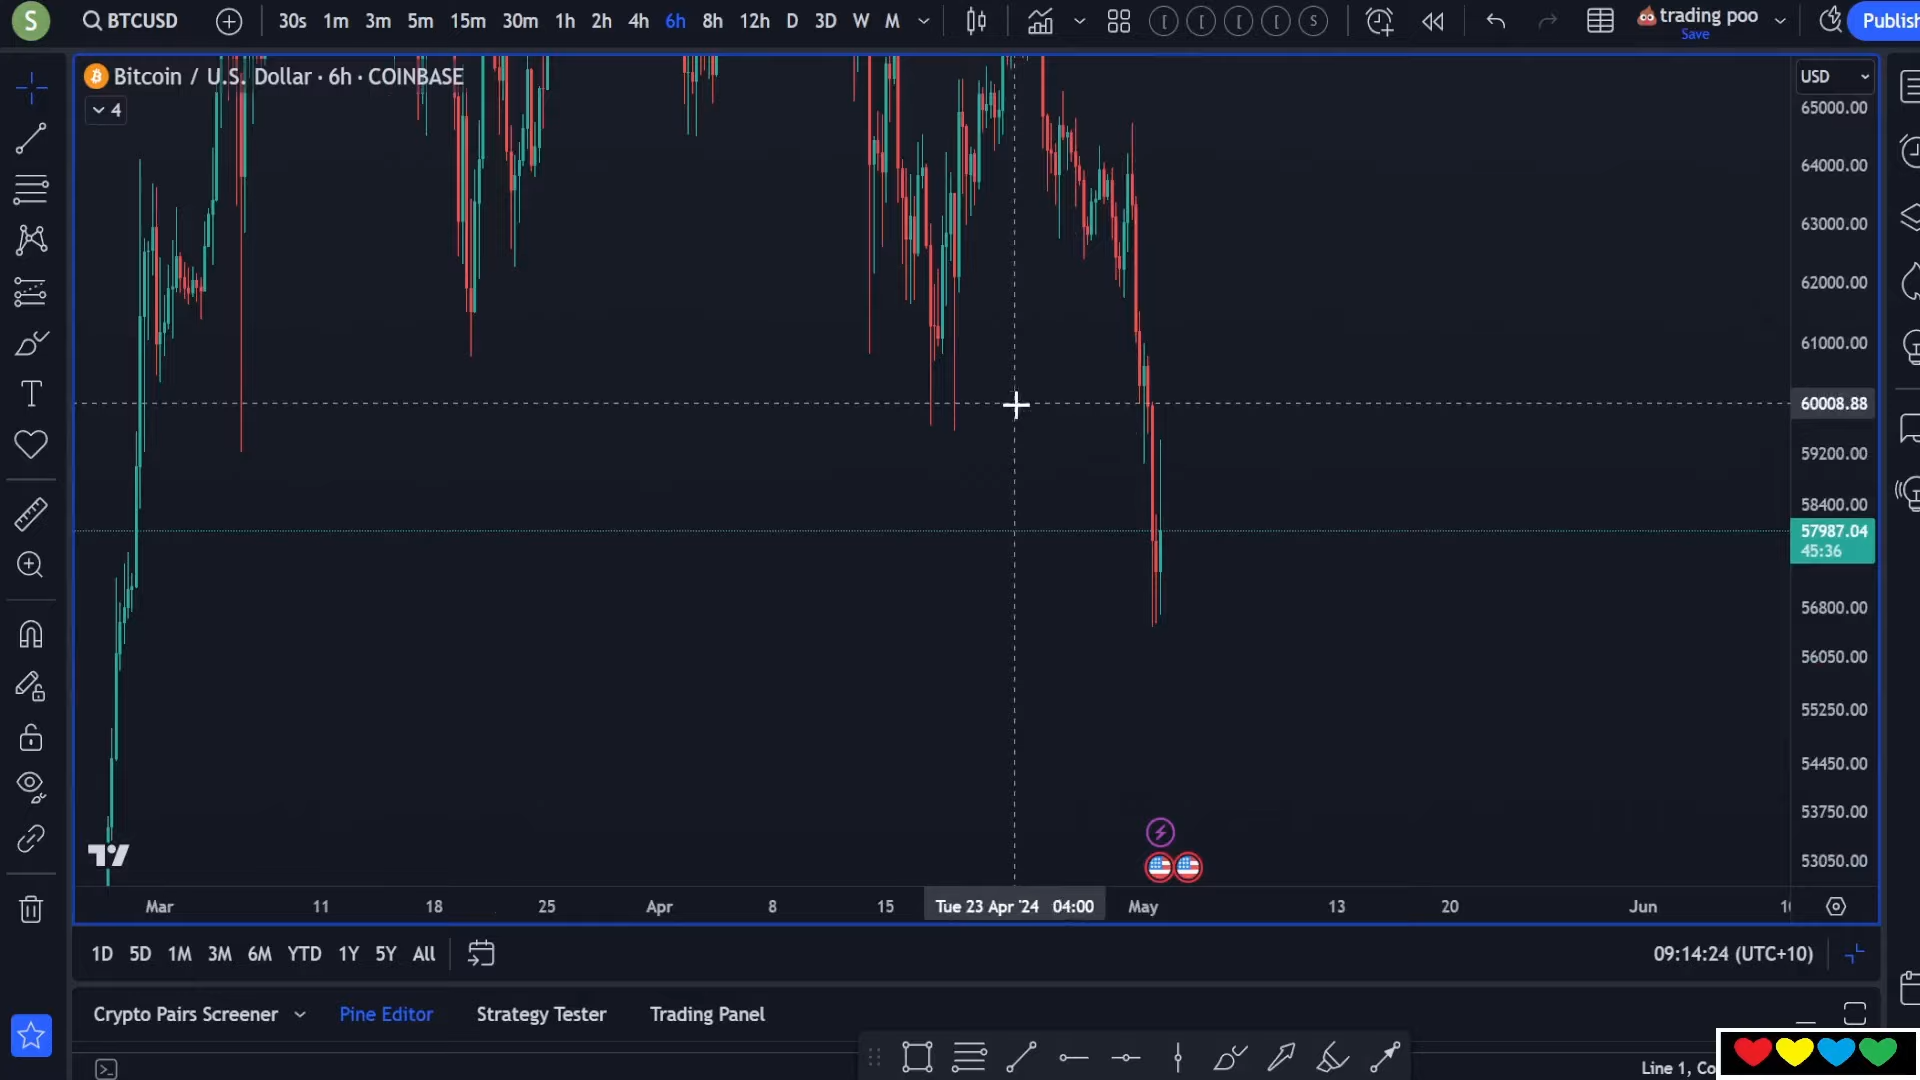 S
BTCUSD
30s 1m 3m 5m 15m 30m 1h 2h 4h 6h 8h 12h D 3D W M
[ [ [ [ S
trading poo
Save
Publish
Bitcoin / U.S. Dollar · 6h · COINBASE
4
USD
65000.00
64000.00
63000.00
62000.00
61000.00
60008.88
59200.00
58400.00
57987.04
45:36
56800.00
56050.00
55250.00
54450.00
53750.00
53050.00
Mar 11 18 25 Apr 8 15 Tue 23 Apr '24 04:00 May 13 20 Jun
1D 5D 1M 3M 6M YTD 1Y 5Y All
09:14:24 (UTC+10)
Crypto Pairs Screener Pine Editor Strategy Tester Trading Panel
Line 1, Co